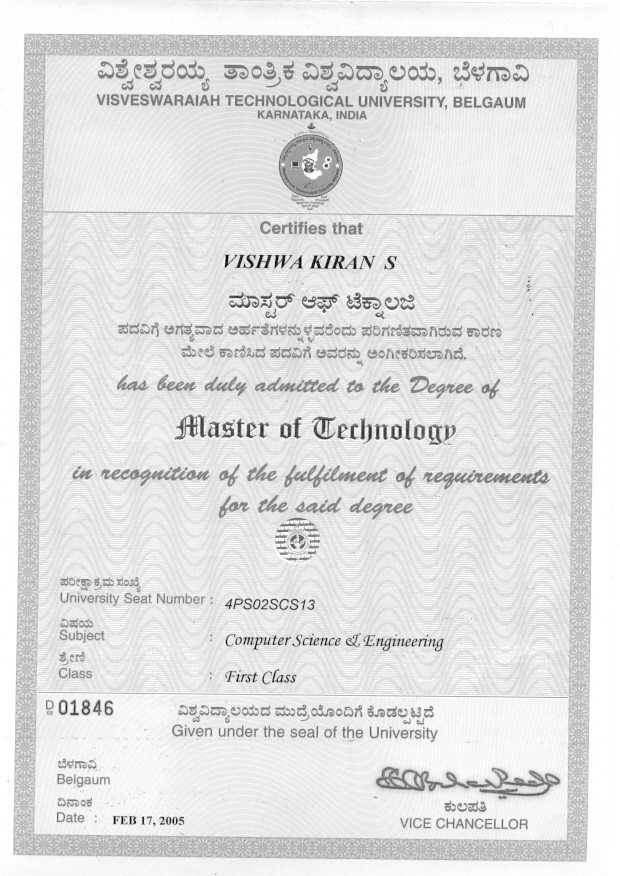 ವಿಶ್ವೇಶ್ವರಯ್ಯ ತಾಂತ್ರಿಕ ವಿಶ್ವವಿದ್ಯಾಲಯ, ಬೆಳಗಾವಿ
VISVESWARAIAH TECHNOLOGICAL UNIVERSITY, BELGAUM
KARNATAKA, INDIA
Certifies that
VISHWA KIRAN S
ಮಾಸ್ಟರ್ ಆಫ್ ಟೆಕ್ನಾಲಜಿ
ಪದವಿಗೆ ಅಗತ್ಯವಾದ ಅರ್ಹತೆಗಳನ್ನುಳ್ಳವರೆಂದು ಪರಿಗಣಿತವಾಗಿರುವ ಕಾರಣ
ಮೇಲೆ ಕಾಣಿಸಿದ ಪದವಿಗೆ ಅವರನ್ನು ಅಂಗೀಕರಿಸಲಾಗಿದೆ.
has been duly admitted to the Degree of
Master of Technology
in recognition of the fulfilment of requirements
for the said degree
ಪರೀಕ್ಷಾ ಕ್ರಮ ಸಂಖ್ಯೆ
University Seat Number : 4PS02SCS13
ವಿಷಯ
Subject : Computer Science & Engineering
ಶ್ರೇಣಿ
Class : First Class
01846
ವಿಶ್ವವಿದ್ಯಾಲಯದ ಮುದ್ರೆಯೊಂದಿಗೆ ಕೊಡಲ್ಪಟ್ಟಿದೆ
Given under the seal of the University
ಬೆಳಗಾವಿ
Belgaum
ದಿನಾಂಕ
Date : FEB 17, 2005
ಕುಲಪತಿ
VICE CHANCELLOR